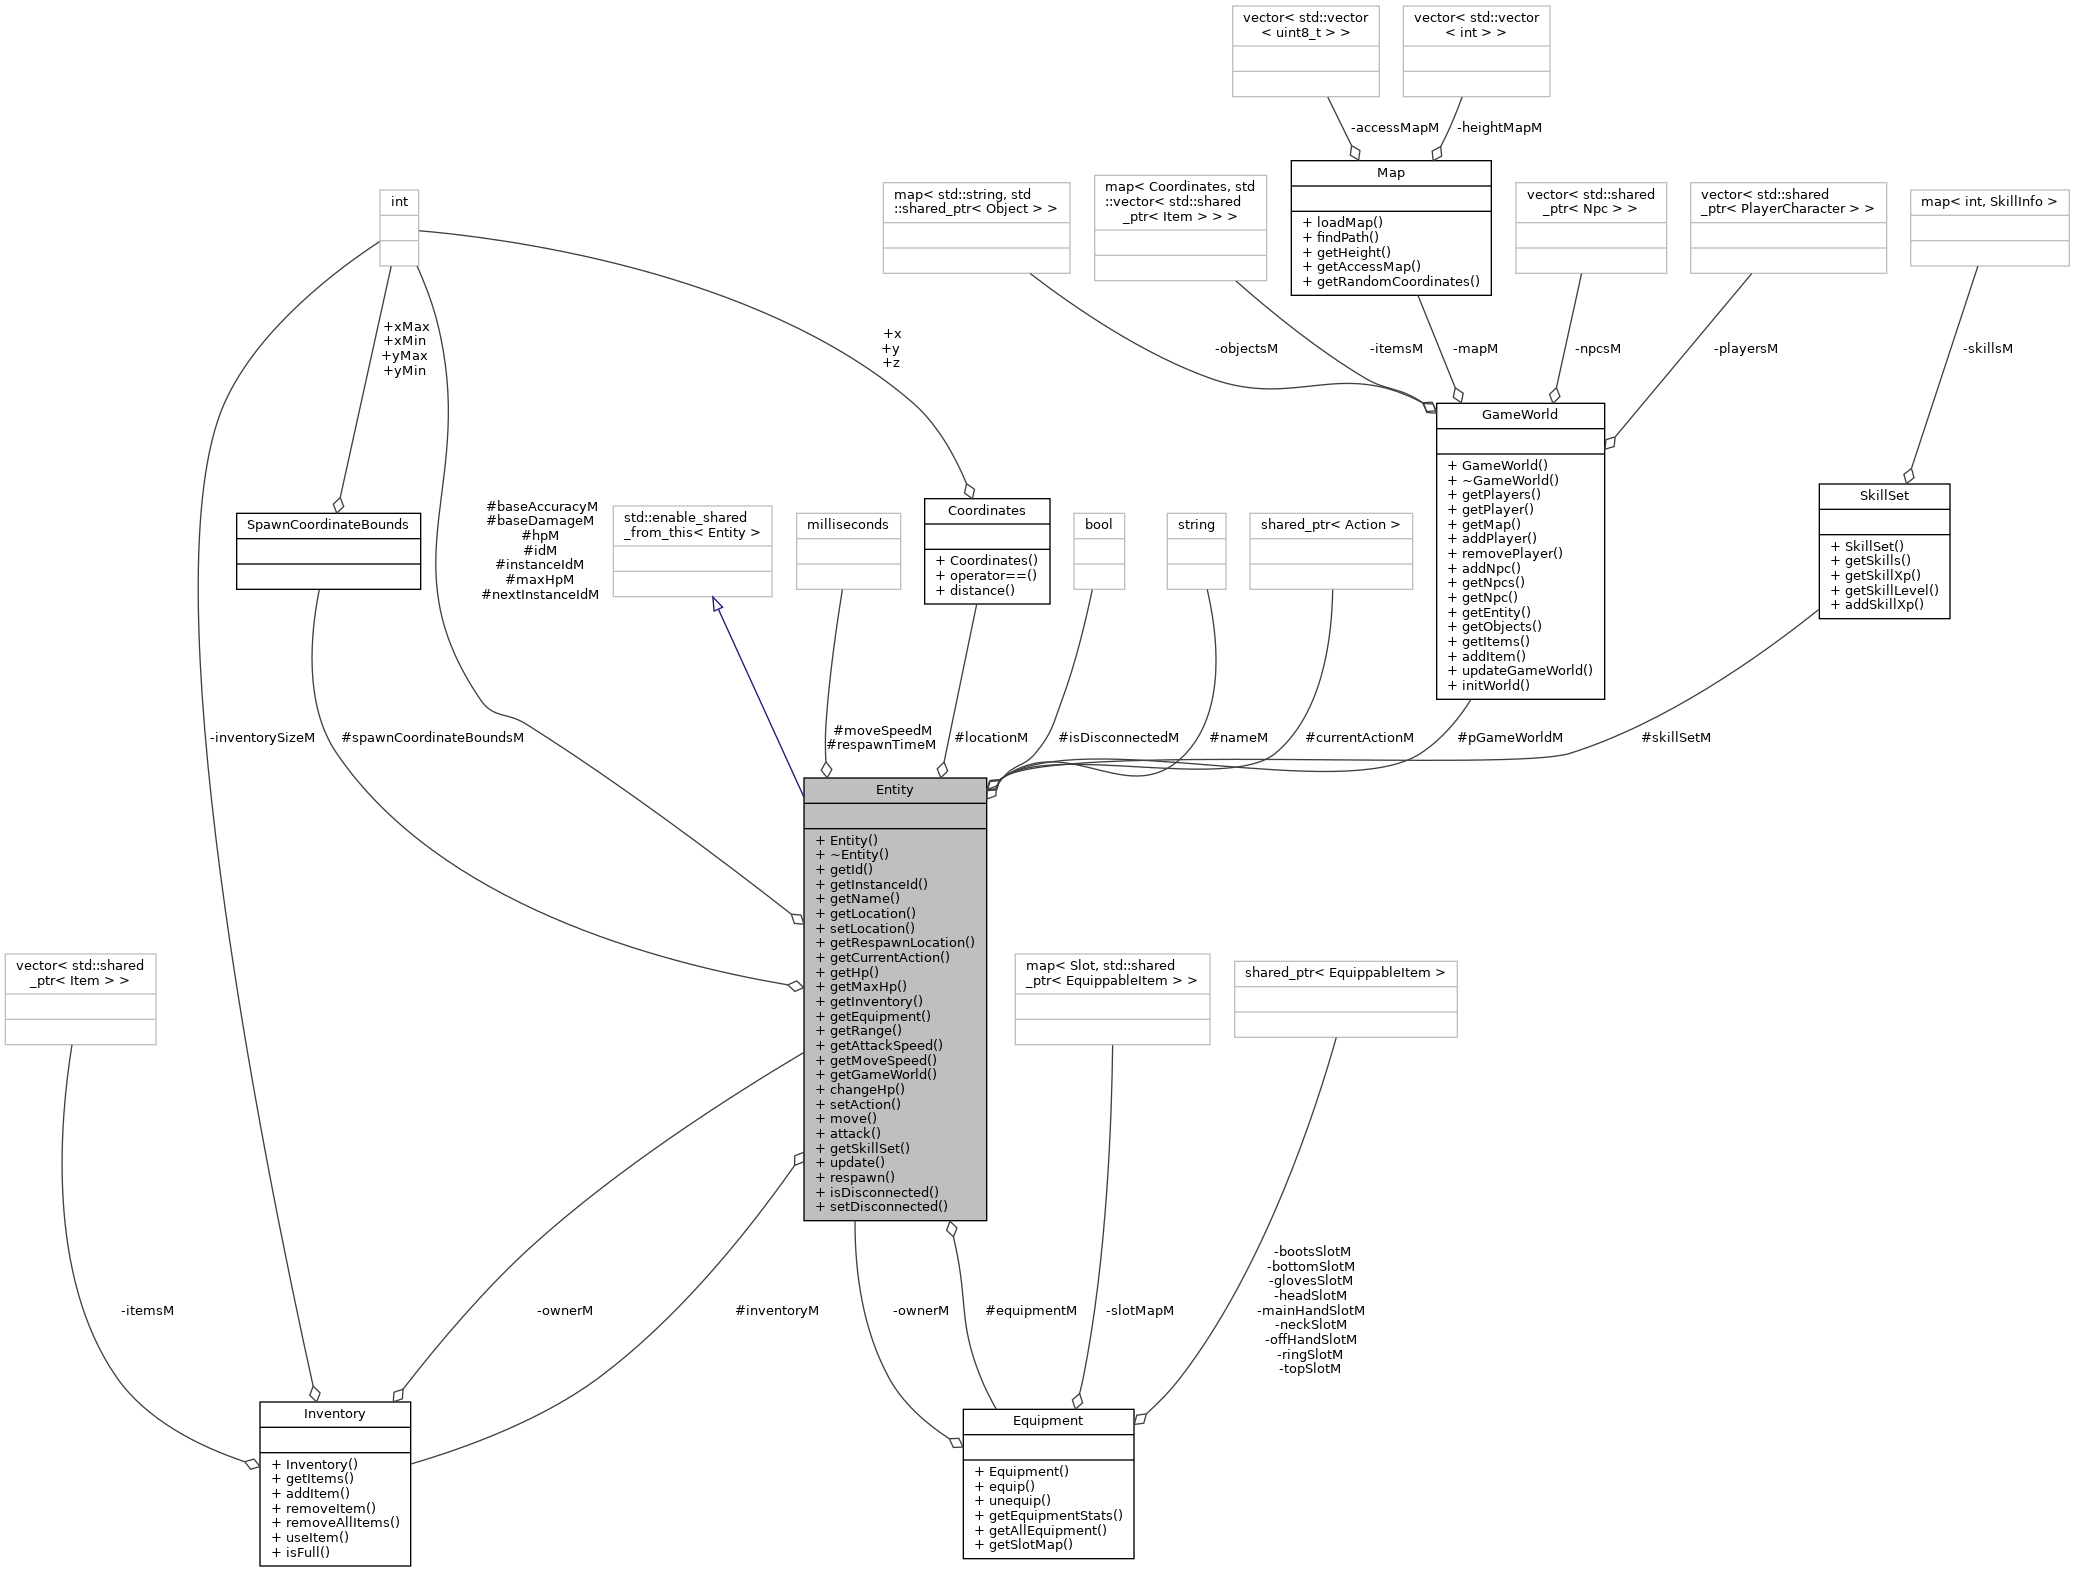 vector< std::vector
< uint8_t > >
vector< std::vector
< int > >
-accessMapM
-heightMapM
Map
+ loadMap()
+ findPath()
+ getHeight()
+ getAccessMap()
+ getRandomCoordinates()
map< std::string, std
::shared_ptr< Object > >
map< Coordinates, std
::vector< std::shared
_ptr< Item > > >
vector< std::shared
_ptr< Npc > >
vector< std::shared
_ptr< PlayerCharacter > >
map< int, SkillInfo >
int
+xMax
+xMin
+yMax
+yMin
+x
+y
+z
-objectsM
-itemsM
-mapM
-npcsM
-playersM
-skillsM
GameWorld
+ GameWorld()
+ ~GameWorld()
+ getPlayers()
+ getPlayer()
+ getMap()
+ addPlayer()
+ removePlayer()
+ addNpc()
+ getNpcs()
+ getNpc()
+ getEntity()
+ getObjects()
+ getItems()
+ addItem()
+ updateGameWorld()
+ initWorld()
SkillSet
+ SkillSet()
+ getSkills()
+ getSkillXp()
+ getSkillLevel()
+ addSkillXp()
SpawnCoordinateBounds
#baseAccuracyM
#baseDamageM
#hpM
#idM
#instanceIdM
#maxHpM
#nextInstanceIdM
std::enable_shared
_from_this< Entity >
milliseconds
Coordinates
+ Coordinates()
+ operator==()
+ distance()
bool
string
shared_ptr< Action >
-inventorySizeM
#spawnCoordinateBoundsM
#moveSpeedM
#respawnTimeM
#locationM
#isDisconnectedM
#nameM
#currentActionM
#pGameWorldM
#skillSetM
Entity
+ Entity()
+ ~Entity()
+ getId()
+ getInstanceId()
+ getName()
+ getLocation()
+ setLocation()
+ getRespawnLocation()
+ getCurrentAction()
+ getHp()
+ getMaxHp()
+ getInventory()
+ getEquipment()
+ getRange()
+ getAttackSpeed()
+ getMoveSpeed()
+ getGameWorld()
+ changeHp()
+ setAction()
+ move()
+ attack()
+ getSkillSet()
+ update()
+ respawn()
+ isDisconnected()
+ setDisconnected()
vector< std::shared
_ptr< Item > >
map< Slot, std::shared
_ptr< EquippableItem > >
shared_ptr< EquippableItem >
-itemsM
-ownerM
#inventoryM
-ownerM
#equipmentM
-slotMapM
-bootsSlotM
-bottomSlotM
-glovesSlotM
-headSlotM
-mainHandSlotM
-neckSlotM
-offHandSlotM
-ringSlotM
-topSlotM
Inventory
+ Inventory()
+ getItems()
+ addItem()
+ removeItem()
+ removeAllItems()
+ useItem()
+ isFull()
Equipment
+ Equipment()
+ equip()
+ unequip()
+ getEquipmentStats()
+ getAllEquipment()
+ getSlotMap()